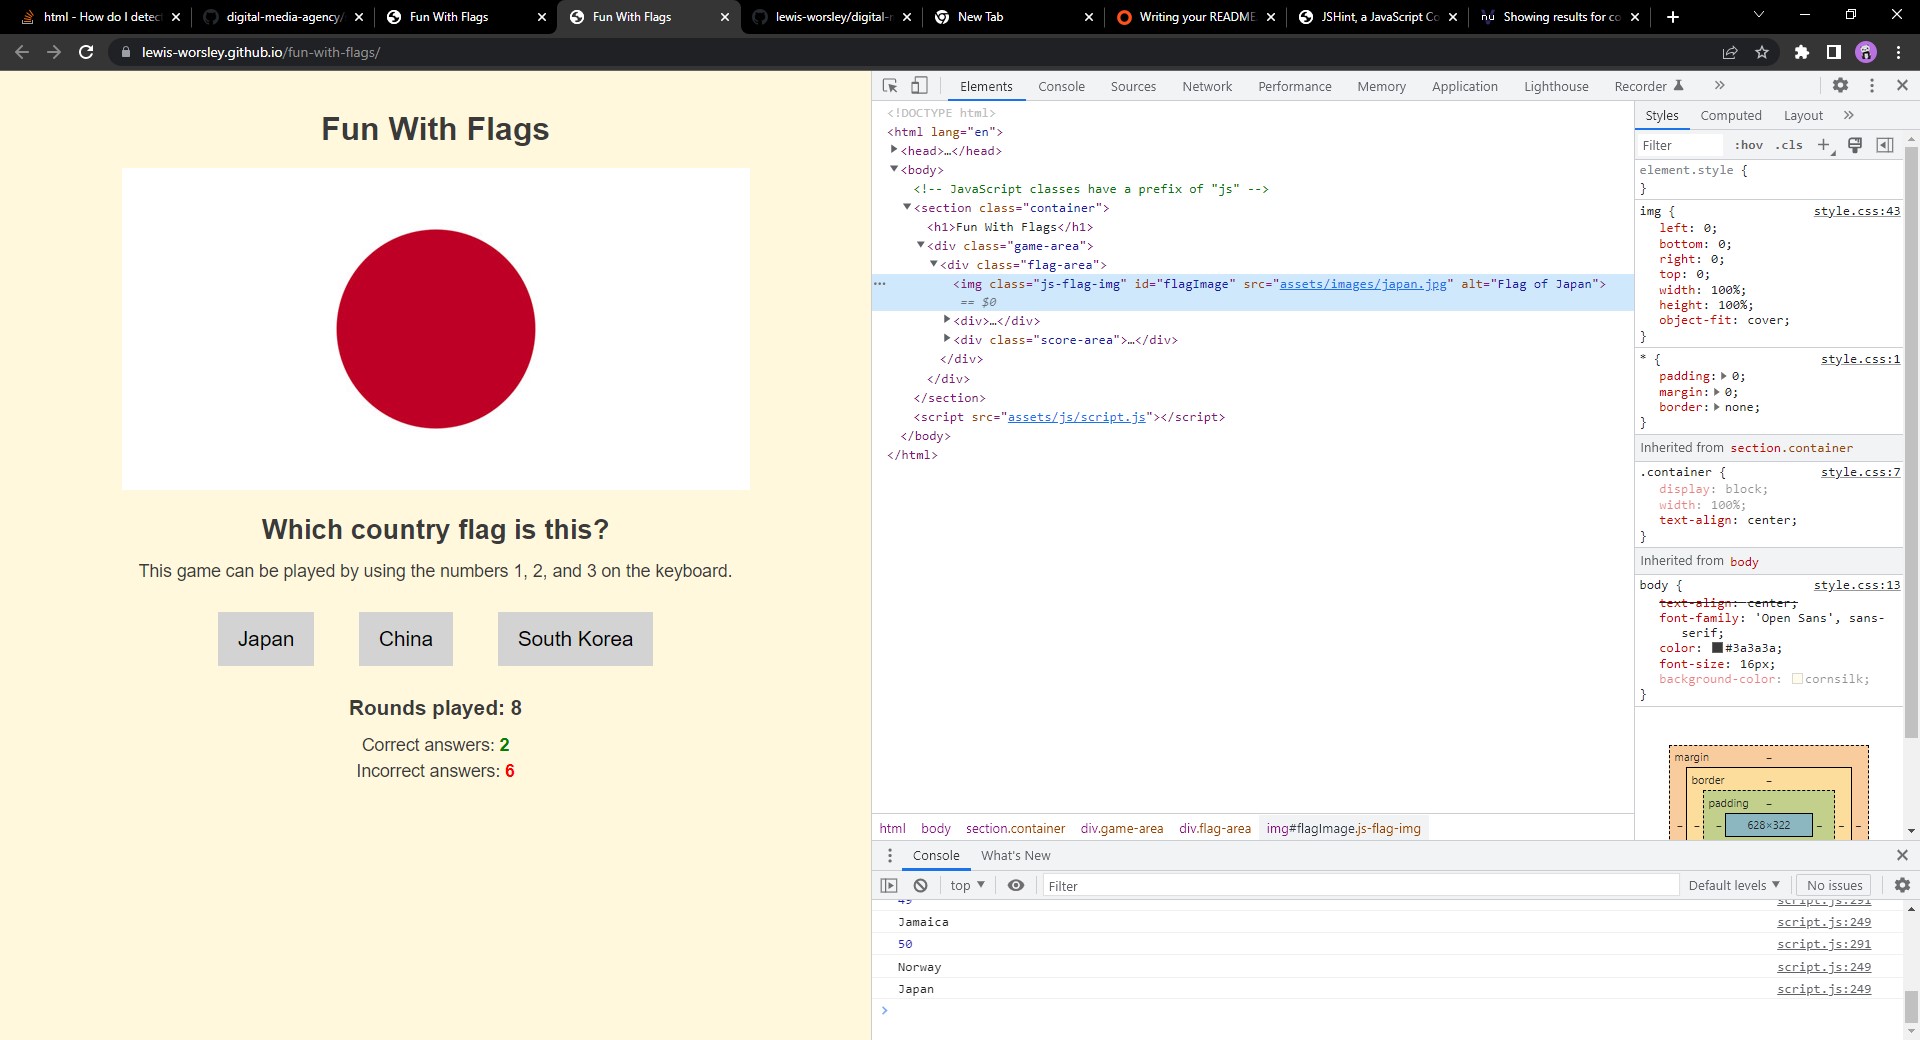 html - How do I detec
digital-media-agency/
Fun With Flags
Fun With Flags
lewis-worsley/digital-
New Tab
Writing your README
JSHint, a JavaScript Co
Showing results for co
lewis-worsley.github.io/fun-with-flags/
Fun With Flags
Which country flag is this?
This game can be played by using the numbers 1, 2, and 3 on the keyboard.
Japan China South Korea
Rounds played: 8
Correct answers: 2
Incorrect answers: 6
Elements Console Sources Network Performance Memory Application Lighthouse Recorder
<!DOCTYPE html>
<html lang="en">
<head>…</head>
<body>
<!-- JavaScript classes have a prefix of "js" -->
<section class="container">
<h1>Fun With Flags</h1>
<div class="game-area">
<div class="flag-area">
<img class="js-flag-img" id="flagImage" src="assets/images/japan.jpg" alt="Flag of Japan">
== $0
<div>…</div>
<div class="score-area">…</div>
</div>
</div>
</section>
<script src="assets/js/script.js"></script>
</body>
</html>
html body section.container div.game-area div.flag-area img#flagImage.js-flag-img
Styles Computed Layout
Filter :hov .cls
element.style {
}
img { style.css:43
left: 0;
bottom: 0;
right: 0;
top: 0;
width: 100%;
height: 100%;
object-fit: cover;
}
* { style.css:1
padding: 0;
margin: 0;
border: none;
}
Inherited from section.container
.container { style.css:7
display: block;
width: 100%;
text-align: center;
}
Inherited from body
body { style.css:13
text-align: center;
font-family: 'Open Sans', sans-
serif;
color: #3a3a3a;
font-size: 16px;
background-color: cornsilk;
}
margin –
border –
padding –
– – – 628×322 – – –
Console What's New
top Filter Default levels No issues
49 script.js:291
Jamaica script.js:249
50 script.js:291
Norway script.js:249
Japan script.js:249